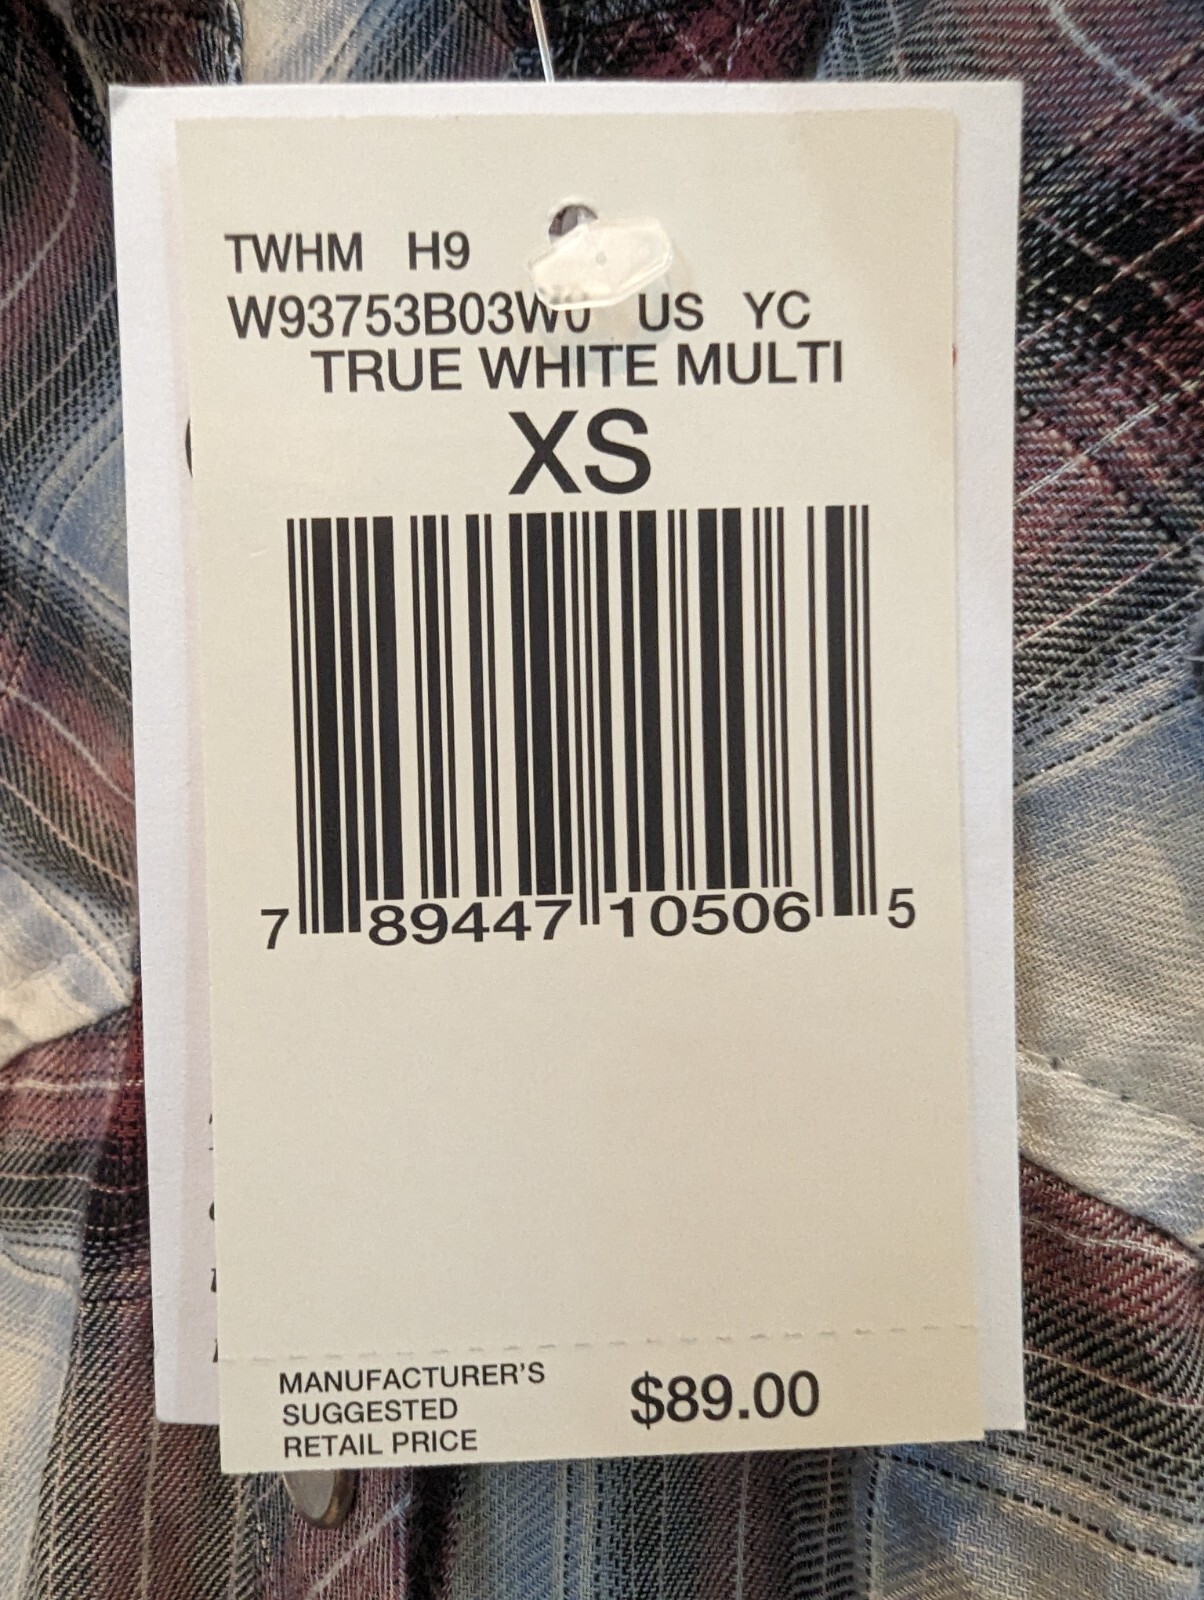 TWHM H9
W93753B03W0 US YC
TRUE WHITE MULTI
XS
7 89447 10506 5
MANUFACTURER'S
SUGGESTED
RETAIL PRICE
$89.00